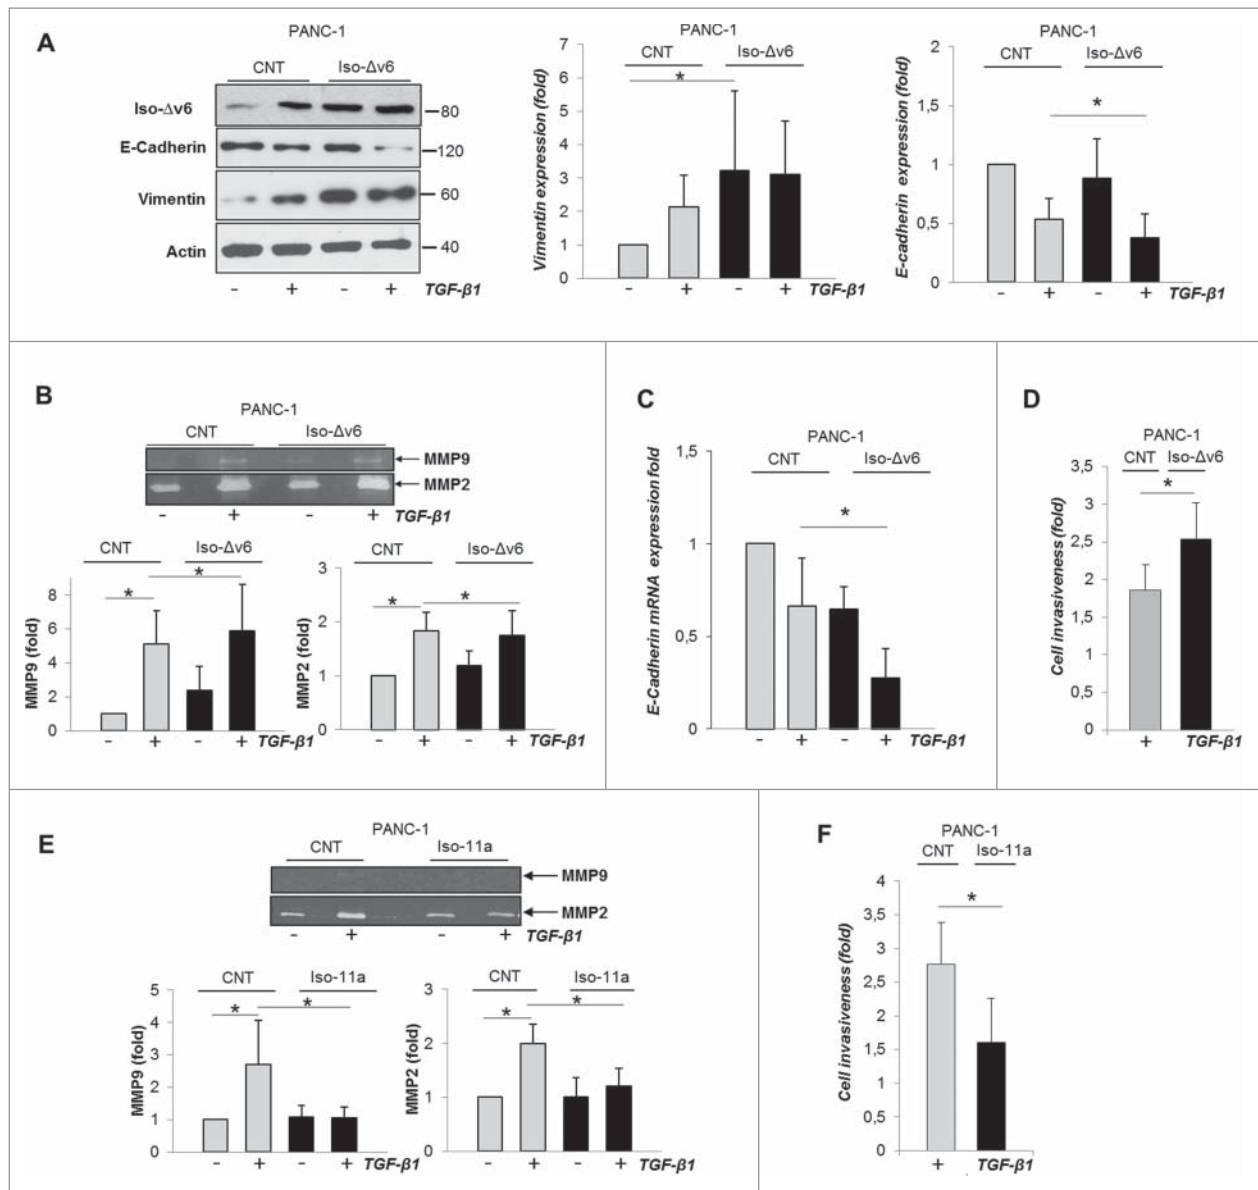 A
PANC-1
CNT Iso-Δv6
Iso-Δv6 80
E-Cadherin 120
Vimentin 60
Actin 40
- + - + TGF-β1
PANC-1
CNT Iso-Δv6
Vimentin expression (fold)
7
6
5
4
3
2
1
0
*
- + - + TGF-β1
PANC-1
CNT Iso-Δv6
E-cadherin expression (fold)
2
1,5
1
0,5
0
*
- + - + TGF-β1
B
PANC-1
CNT Iso-Δv6
MMP9
MMP2
- + - + TGF-β1
CNT Iso-Δv6
MMP9 (fold)
8
6
4
2
0
* *
- + - + TGF-β1
CNT Iso-Δv6
MMP2 (fold)
3
2
1
0
* *
- + - + TGF-β1
C
PANC-1
CNT Iso-Δv6
E-Cadherin mRNA expression fold
1,5
1
0,5
0
*
- + - + TGF-β1
D
PANC-1
CNT Iso-Δv6
Cell invasiveness (fold)
3,5
3
2,5
2
1,5
1
0,5
0
*
+ TGF-β1
E
PANC-1
CNT Iso-11a
MMP9
MMP2
- + - + TGF-β1
CNT Iso-11a
MMP9 (fold)
5
4
3
2
1
0
* *
- + - + TGF-β1
CNT Iso-11a
MMP2 (fold)
3
2
1
0
* *
- + - + TGF-β1
F
PANC-1
CNT Iso-11a
Cell invasiveness (fold)
4
3,5
3
2,5
2
1,5
1
0,5
0
*
+ TGF-β1